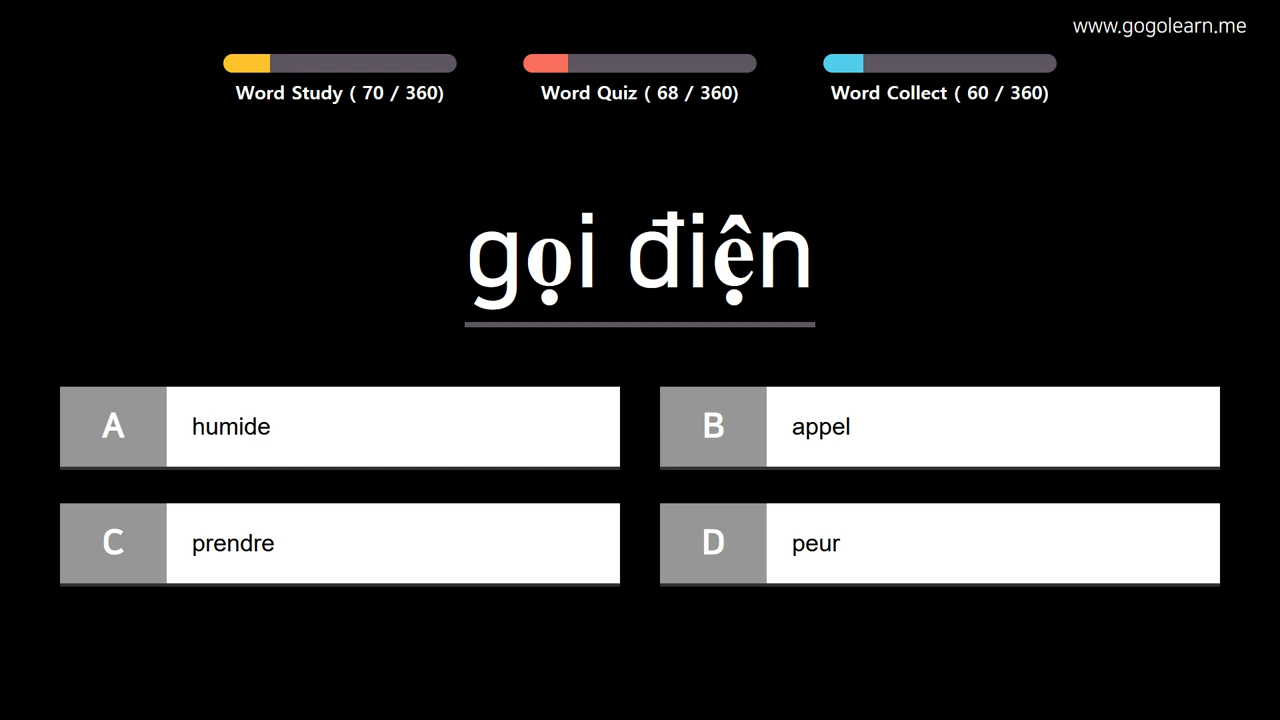 www.gogolearn.me
Word Study ( 70 / 360)
Word Quiz ( 68 / 360)
Word Collect ( 60 / 360)
gọi điện
A
humide
B
appel
C
prendre
D
peur